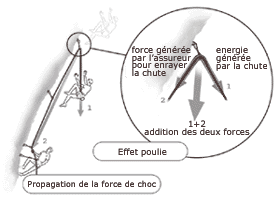 force générée
par l'assureur
pour enrayer
la chute
energie
générée
par la chute
2
1
1+2
addition des deux forces
1
2
Effet poulie
Propagation de la force de choc